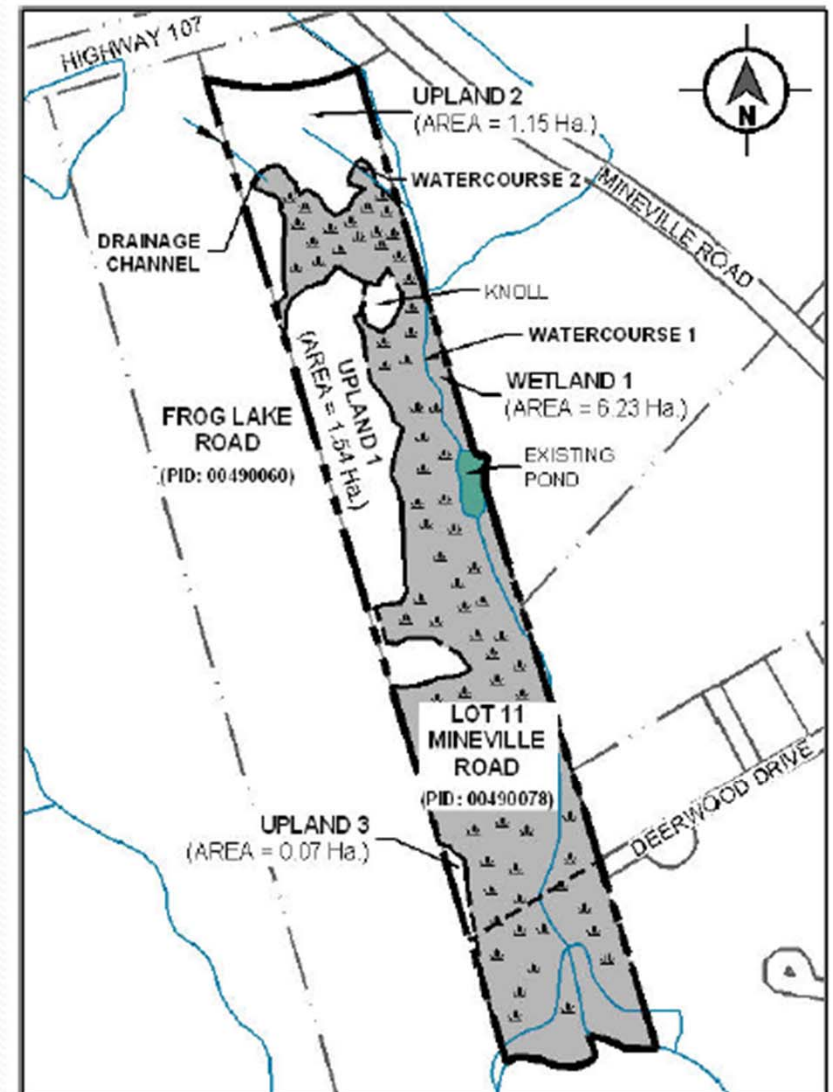 HIGHWAY 107
N
UPLAND 2
(AREA = 1.15 Ha.)
WATERCOURSE 2
MINEVILLE ROAD
DRAINAGE
CHANNEL
KNOLL
WATERCOURSE 1
UPLAND 1
(AREA = 1.54 Ha.)
WETLAND 1
(AREA = 6.23 Ha.)
FROG LAKE
ROAD
(PID: 00490060)
EXISTING
POND
LOT 11
MINEVILLE
ROAD
(PID: 00490078)
DEERWOOD DRIVE
UPLAND 3
(AREA = 0.07 Ha.)